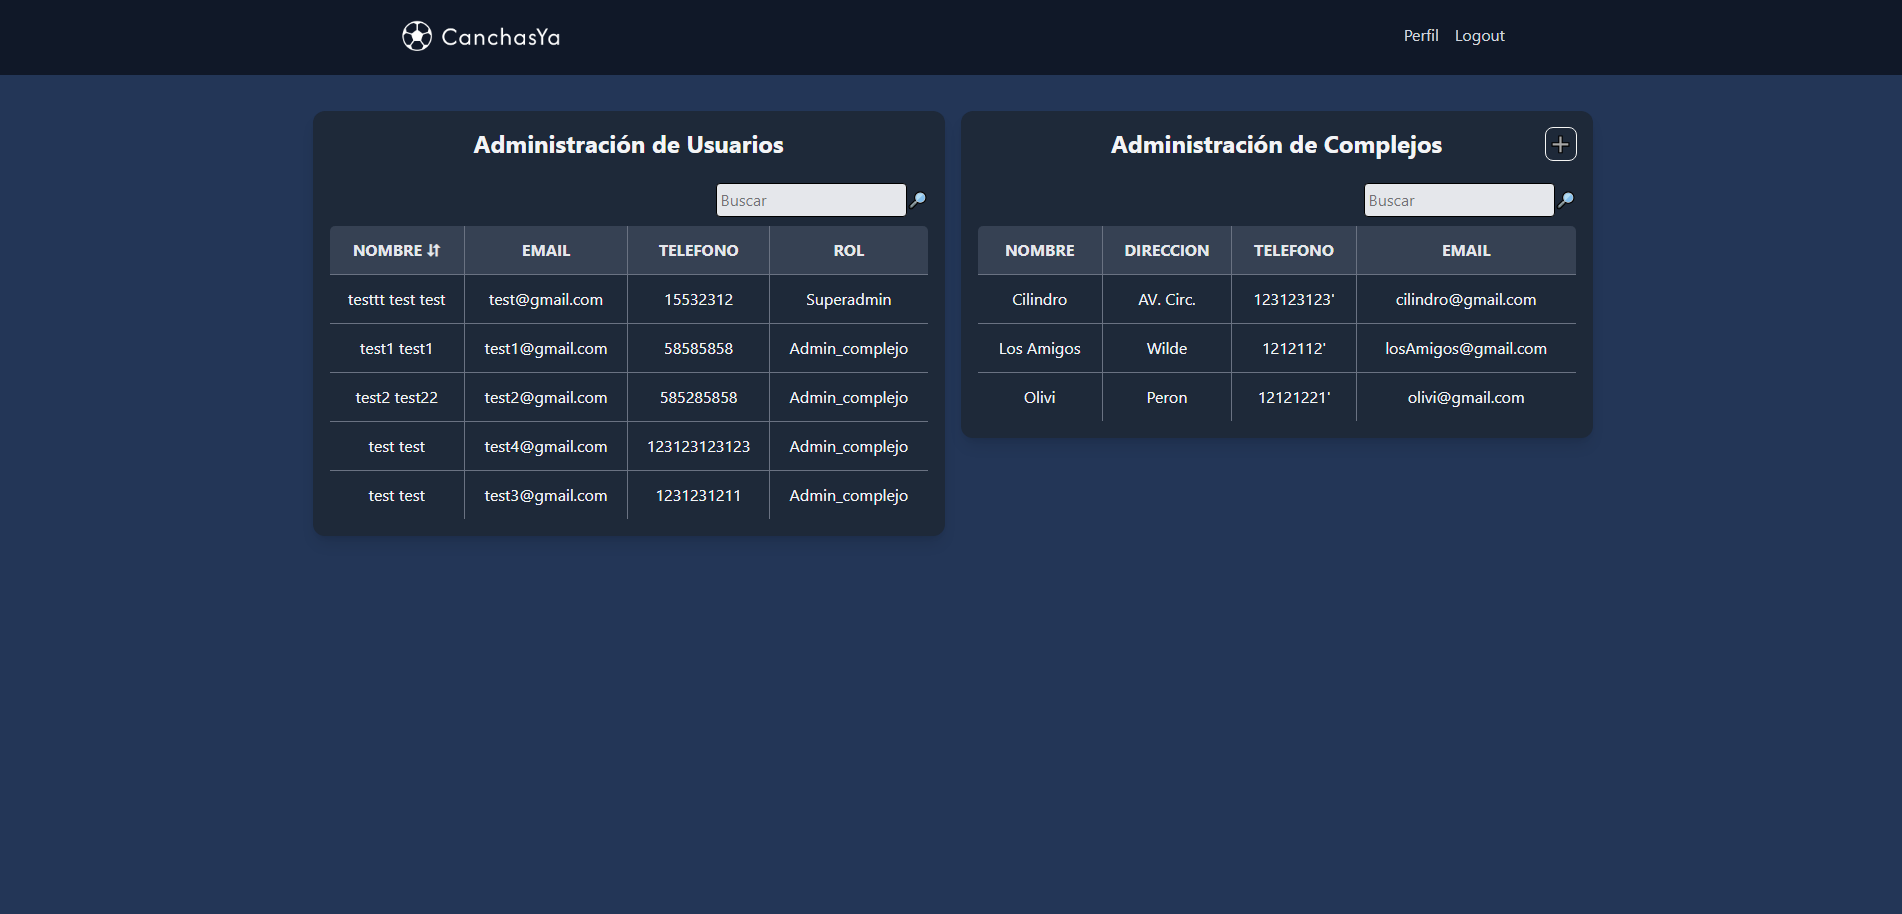 CanchasYa
Perfil Logout
Administración de Usuarios
Buscar
NOMBRE EMAIL TELEFONO ROL
testtt test test test@gmail.com 15532312 Superadmin
test1 test1 test1@gmail.com 58585858 Admin_complejo
test2 test22 test2@gmail.com 585285858 Admin_complejo
test test test4@gmail.com 123123123123 Admin_complejo
test test test3@gmail.com 1231231211 Admin_complejo
Administración de Complejos
Buscar
NOMBRE DIRECCION TELEFONO EMAIL
Cilindro AV. Circ. 123123123' cilindro@gmail.com
Los Amigos Wilde 1212112' losAmigos@gmail.com
Olivi Peron 12121221' olivi@gmail.com